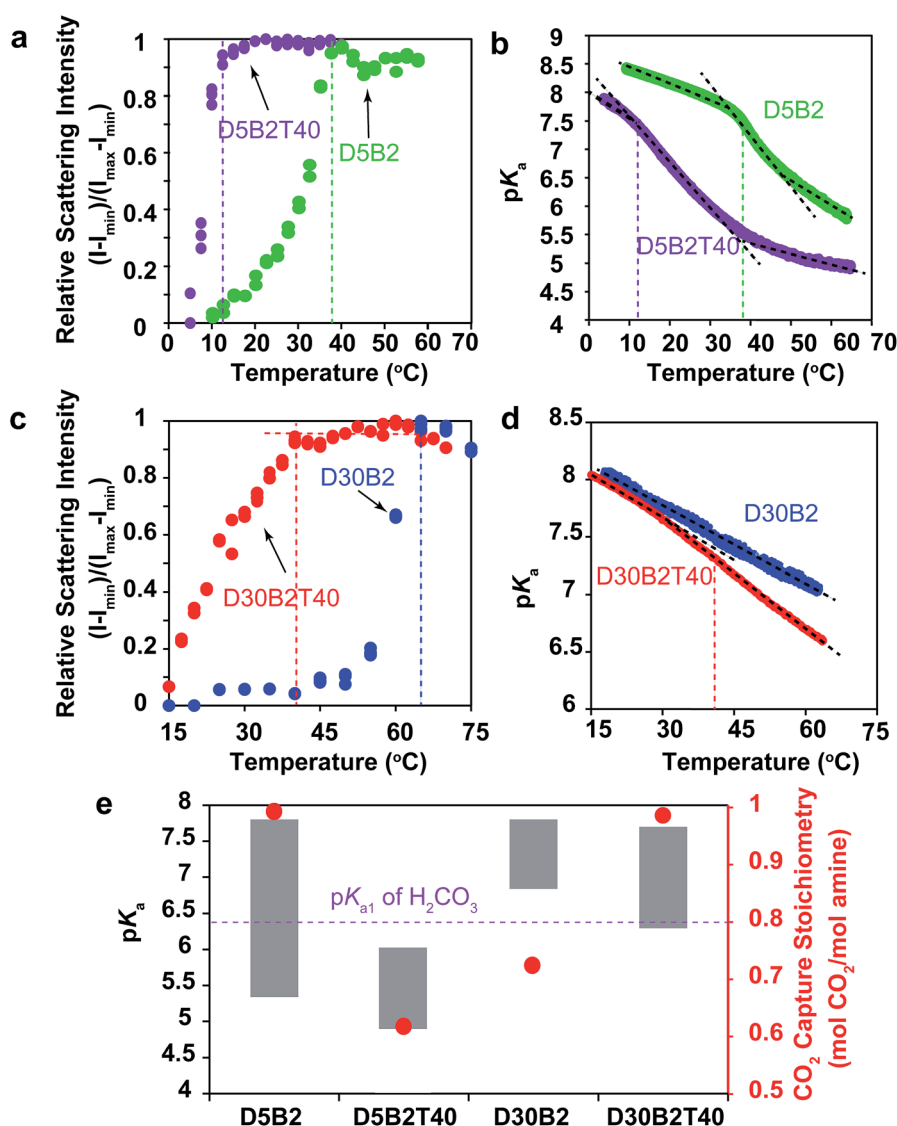 a
Relative Scattering Intensity
(I-Imin)/(Imax-Imin)
1
0.8
0.6
0.4
0.2
0
D5B2T40
D5B2
0 10 20 30 40 50 60 70
Temperature (oC)
b
pKa
9
8.5
8
7.5
7
6.5
6
5.5
5
4.5
4
D5B2
D5B2T40
0 10 20 30 40 50 60 70
Temperature (oC)
c
Relative Scattering Intensity
(I-Imin)/(Imax-Imin)
1
0.8
0.6
0.4
0.2
0
D30B2
D30B2T40
15 45 60 75
Temperature (oC)
d
pKa
8.5
8
7.5
7
6.5
6
D30B2
D30B2T40
15 45 75
Temperature (oC)
e
pKa
8
7.5
7
6.5
6
5.5
5
4.5
4
pKa1 of H2CO3
1
0.9
0.8
0.7
0.6
0.5
CO2 Capture Stoichiometry
(mol CO2/mol amine)
D5B2 D5B2T40 D30B2 D30B2T40